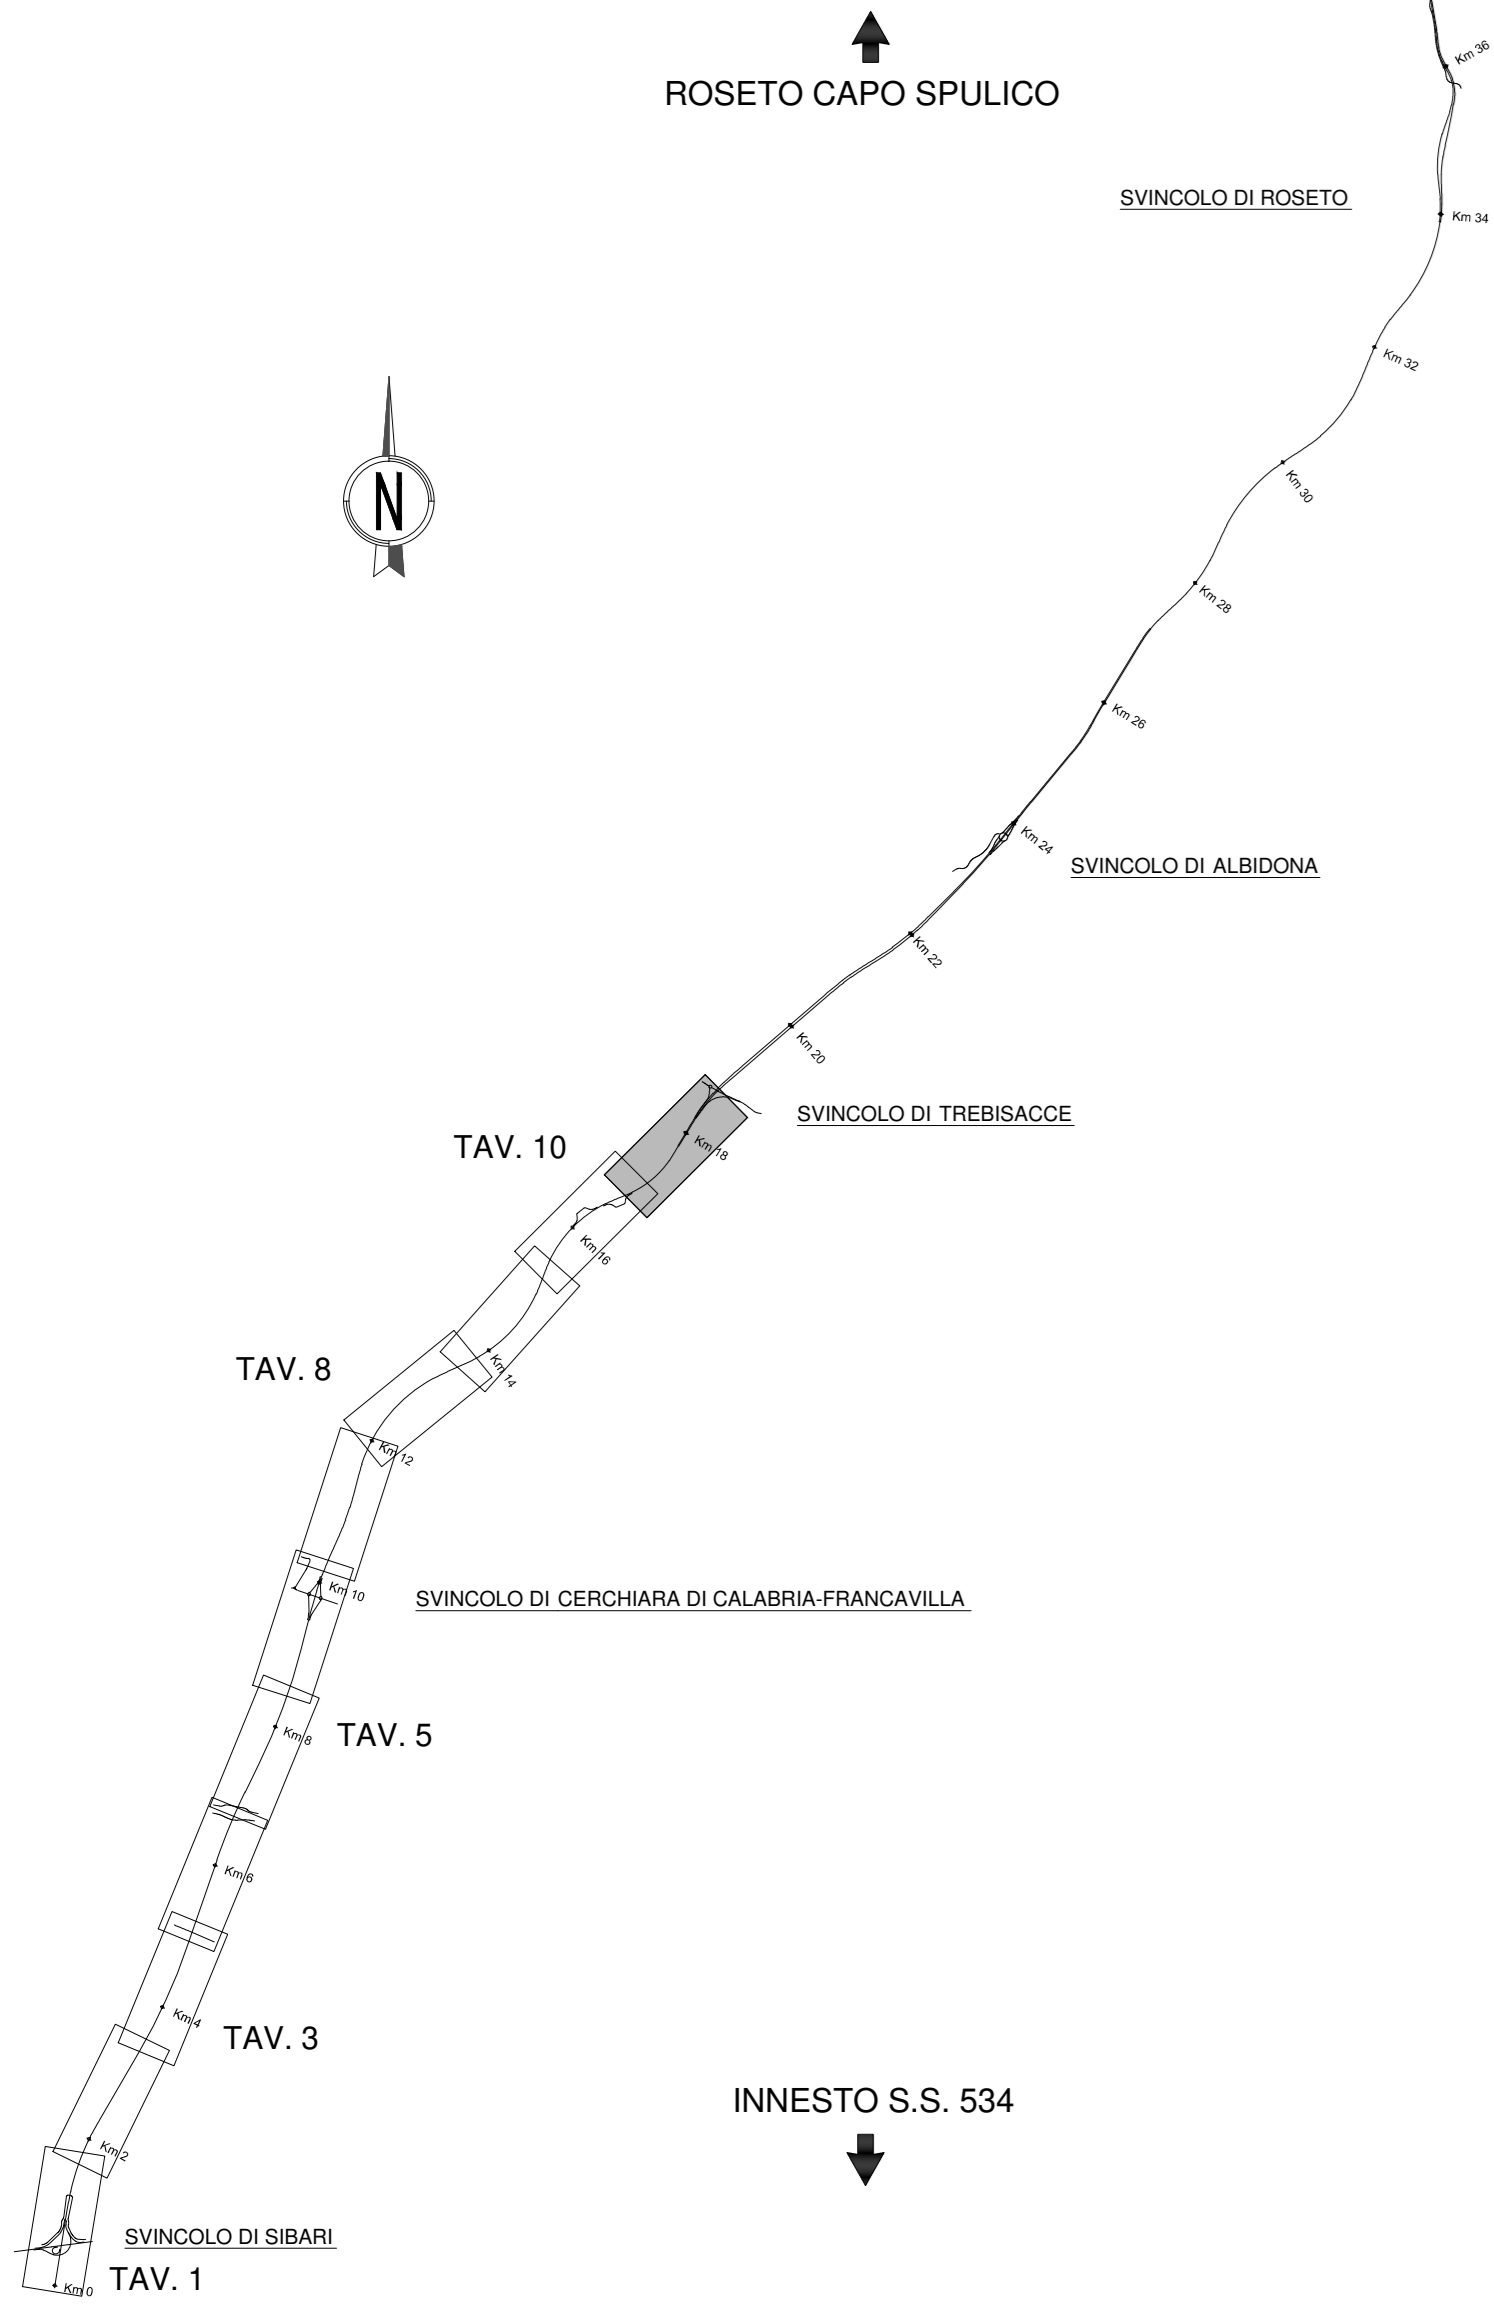 Km 36
ROSETO CAPO SPULICO
SVINCOLO DI ROSETO
Km 34
Km 32
N
Km 30
Km 28
Km 26
Km 24
SVINCOLO DI ALBIDONA
Km 22
Km 20
SVINCOLO DI TREBISACCE
TAV. 10
Km 18
Km 16
TAV. 8
Km 14
Km 12
Km 10
SVINCOLO DI CERCHIARA DI CALABRIA-FRANCAVILLA
Km 8
TAV. 5
Km 6
Km 4
TAV. 3
INNESTO S.S. 534
Km 2
SVINCOLO DI SIBARI
TAV. 1
Km 0